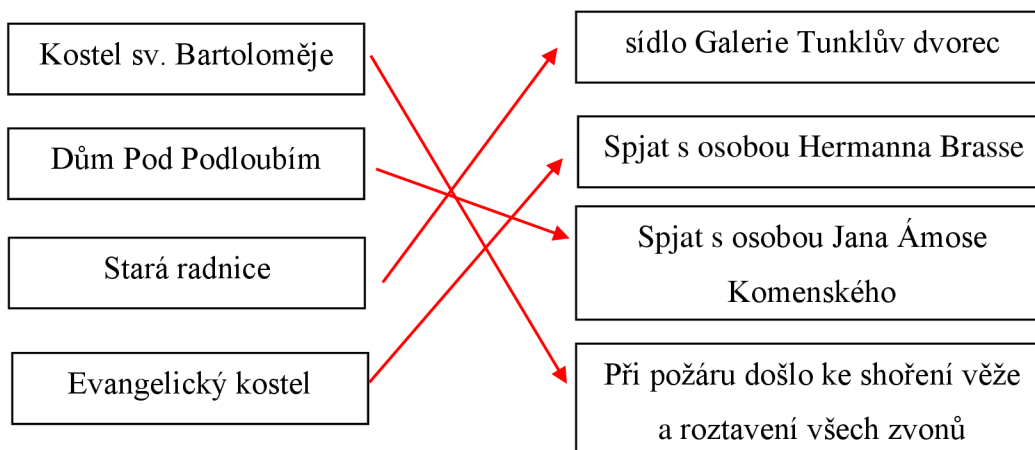 Kostel sv. Bartoloměje
Dům Pod Podloubím
Stará radnice
Evangelický kostel
sídlo Galerie Tunklův dvorec
Spjat s osobou Hermanna Brasse
Spjat s osobou Jana Ámose
Komenského
Při požáru došlo ke shoření věže
a roztavení všech zvonů